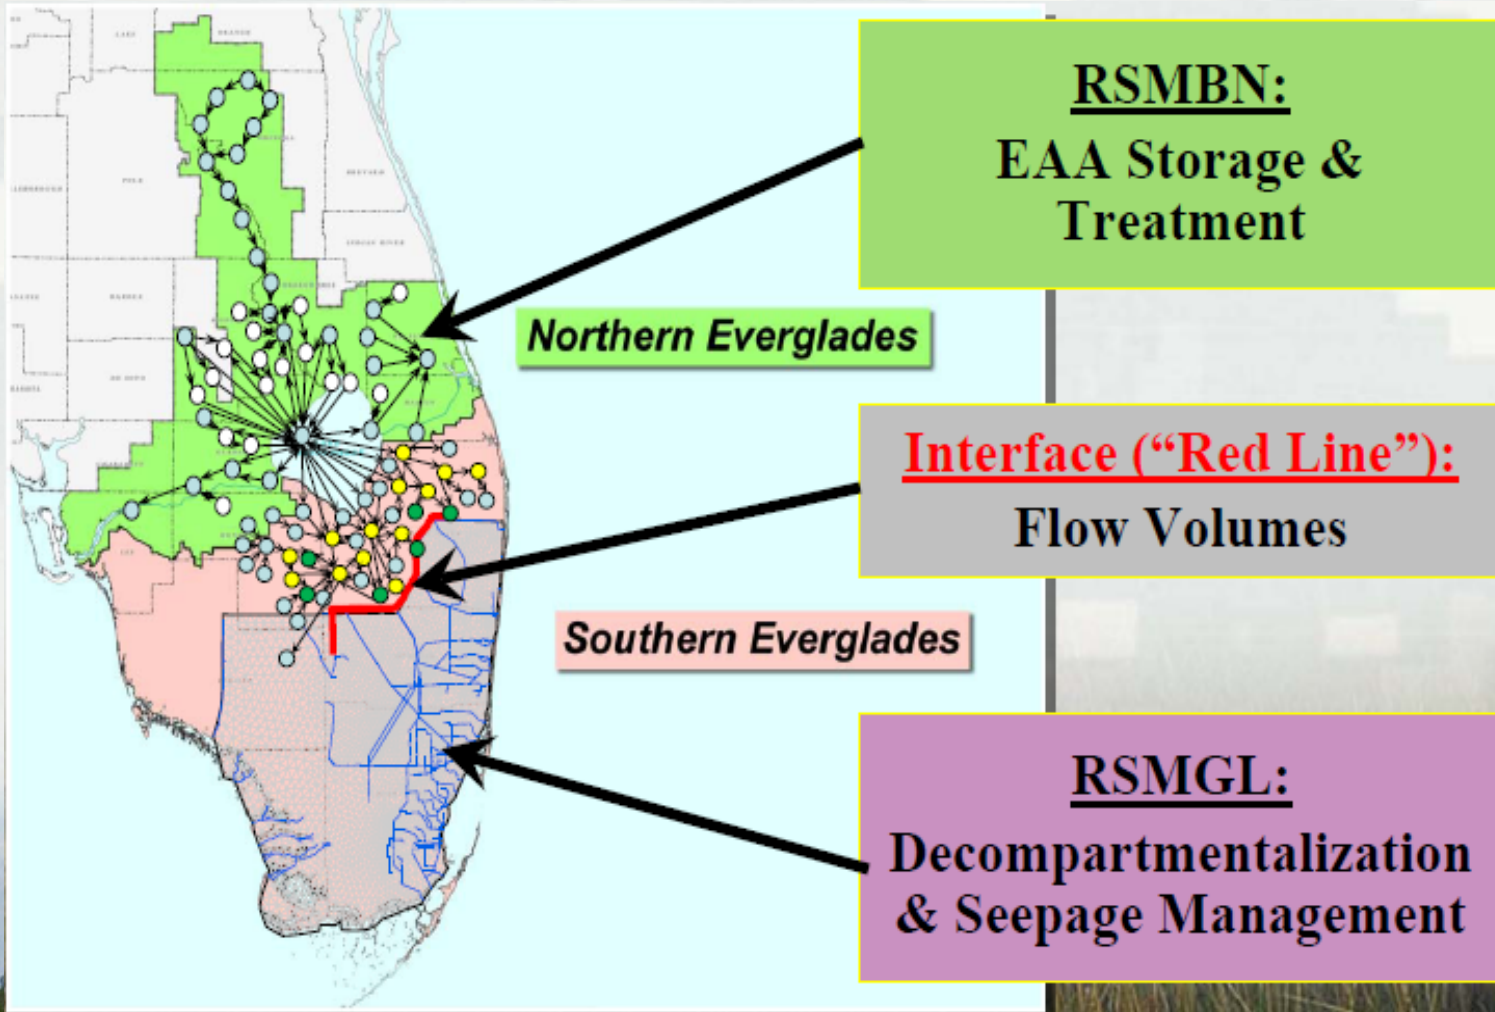 RSMBN:
EAA Storage &
Treatment
Northern Everglades
Interface (“Red Line”):
Flow Volumes
Southern Everglades
RSMGL:
Decompartmentalization
& Seepage Management